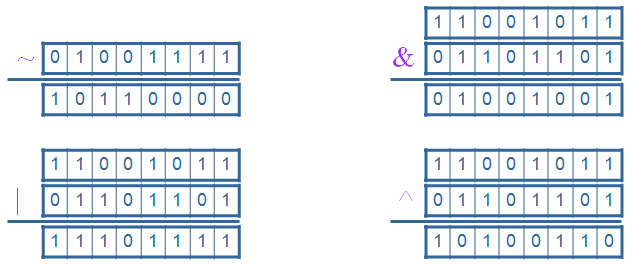 ~ 0 1 0 0 1 1 1 1
1 0 1 1 0 0 0 0
1 1 0 0 1 0 1 1
& 0 1 1 0 1 1 0 1
0 1 0 0 1 0 0 1
1 1 0 0 1 0 1 1
| 0 1 1 0 1 1 0 1
1 1 1 0 1 1 1 1
1 1 0 0 1 0 1 1
^ 0 1 1 0 1 1 0 1
1 0 1 0 0 1 1 0